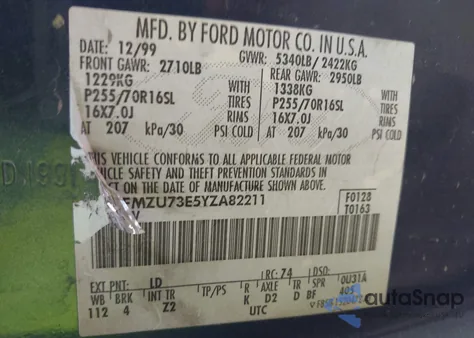 MFD. BY FORD MOTOR CO. IN U.S.A.
DATE: 12/99 GVWR: 5340LB/ 2422KG
FRONT GAWR: 2710LB REAR GAWR: 2950LB
1229KG WITH 1338KG WITH
P255/70R16SL TIRES P255/70R16SL TIRES
16X7.0J RIMS 16X7.0J RIMS
AT 207 kPa/30 PSI COLD AT 207 kPa/30 PSI COLD
THIS VEHICLE CONFORMS TO ALL APPLICABLE FEDERAL MOTOR
VEHICLE SAFETY AND THEFT PREVENTION STANDARDS IN
EFFECT ON THE DATE OF MANUFACTURE SHOWN ABOVE.
FMZU73E5YZA82211 F0128
T0163
EXT PNT: LD RC: 74 DSO:
WB BRK INT TR TP/PS R AXLE TR
112 4 Z2 K D2 D BF 405 0U31A
UTC
autoSnap